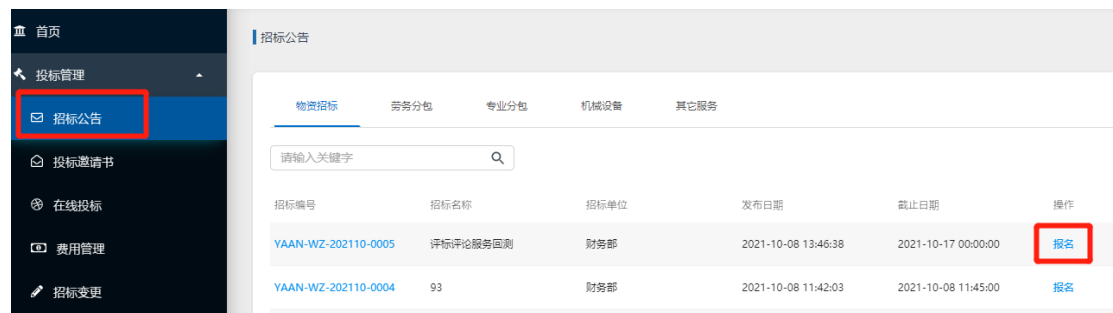 首页
招标公告
投标管理
物资招标 劳务分包 专业分包 机械设备 其它服务
招标公告
请输入关键字
投标邀请书
招标编号 招标名称 招标单位 发布日期 截止日期 操作
在线投标
YAAN-WZ-202110-0005 评标评论服务回测 财务部 2021-10-08 13:46:38 2021-10-17 00:00:00 报名
费用管理
YAAN-WZ-202110-0004 93 财务部 2021-10-08 11:42:03 2021-10-08 11:45:00 报名
招标变更